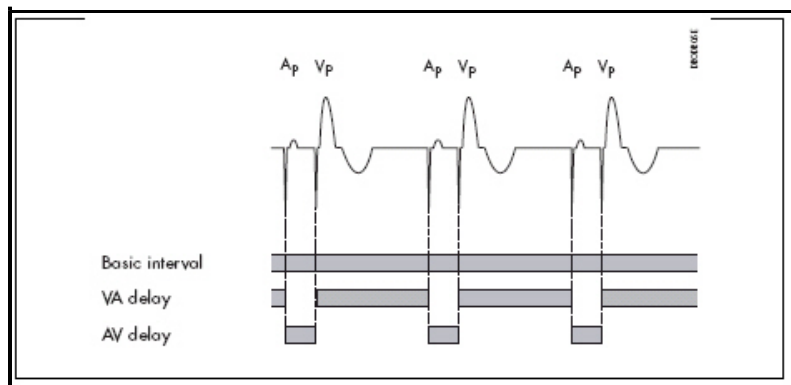 Aₚ Vₚ Aₚ Vₚ Aₚ Vₚ
Basic interval
VA delay
AV delay